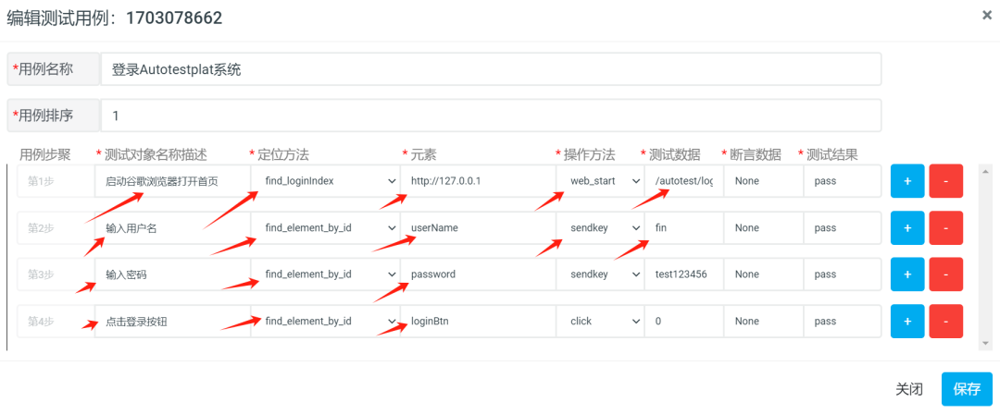 编辑测试用例：1703078662
×
*用例名称 登录Autotestplat系统
*用例排序 1
用例步聚 * 测试对象名称描述 * 定位方法 * 元素 * 操作方法 * 测试数据 * 断言数据 * 测试结果
第1步 启动谷歌浏览器打开首页 find_loginIndex http://127.0.0.1 web_start /autotest/log None pass + -
第2步 输入用户名 find_element_by_id userName sendkey fin None pass + -
第3步 输入密码 find_element_by_id password sendkey test123456 None pass + -
第4步 点击登录按钮 find_element_by_id loginBtn click 0 None pass + -
关闭 保存